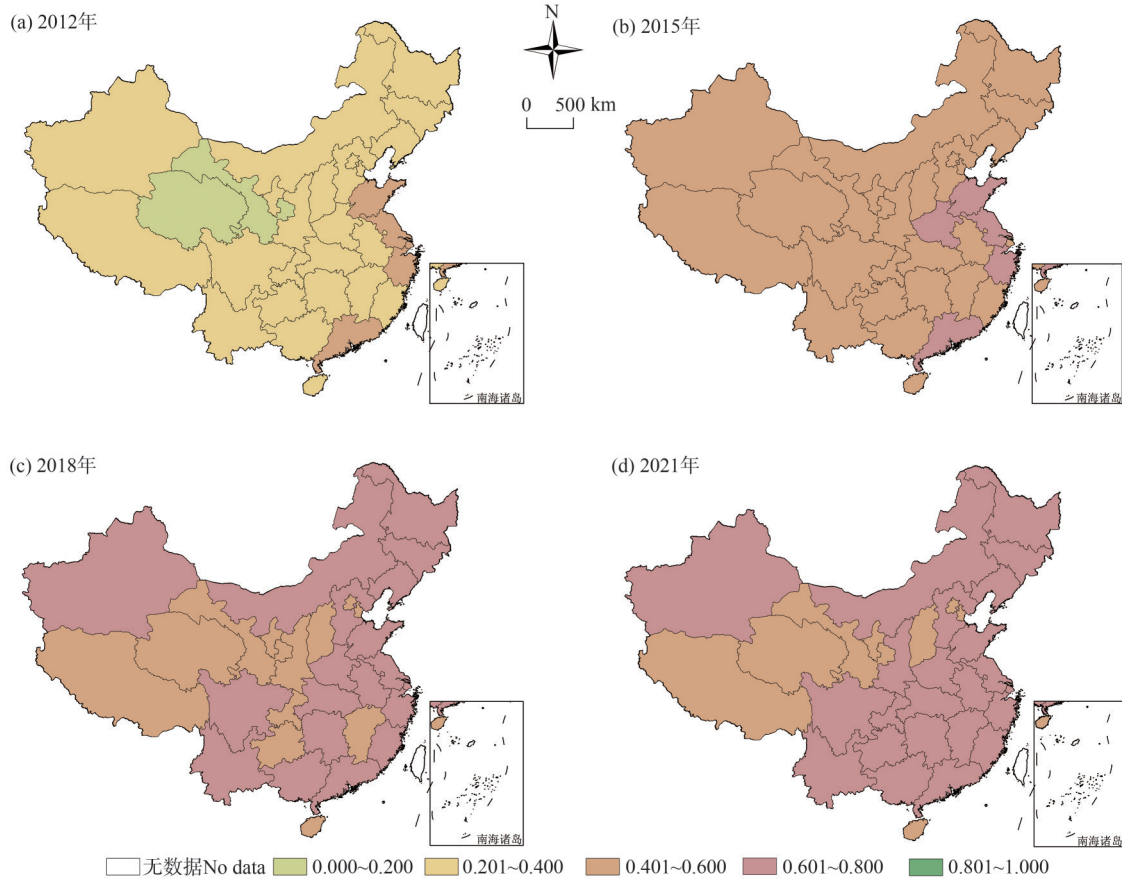 (a) 2012年
N
0 500 km
(b) 2015年
南海诸岛
南海诸岛
(c) 2018年
(d) 2021年
南海诸岛
南海诸岛
无数据No data 0.000~0.200 0.201~0.400 0.401~0.600 0.601~0.800 0.801~1.000